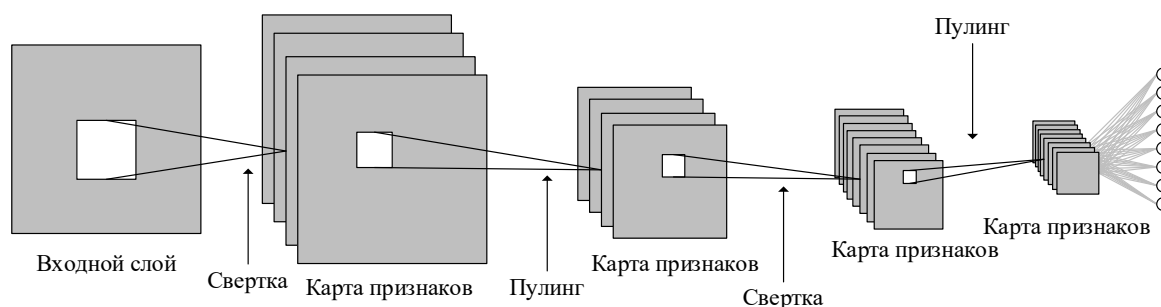 Пулинг
Входной слой
Свертка
Карта признаков
Пулинг
Карта признаков
Свертка
Карта признаков
Карта признаков